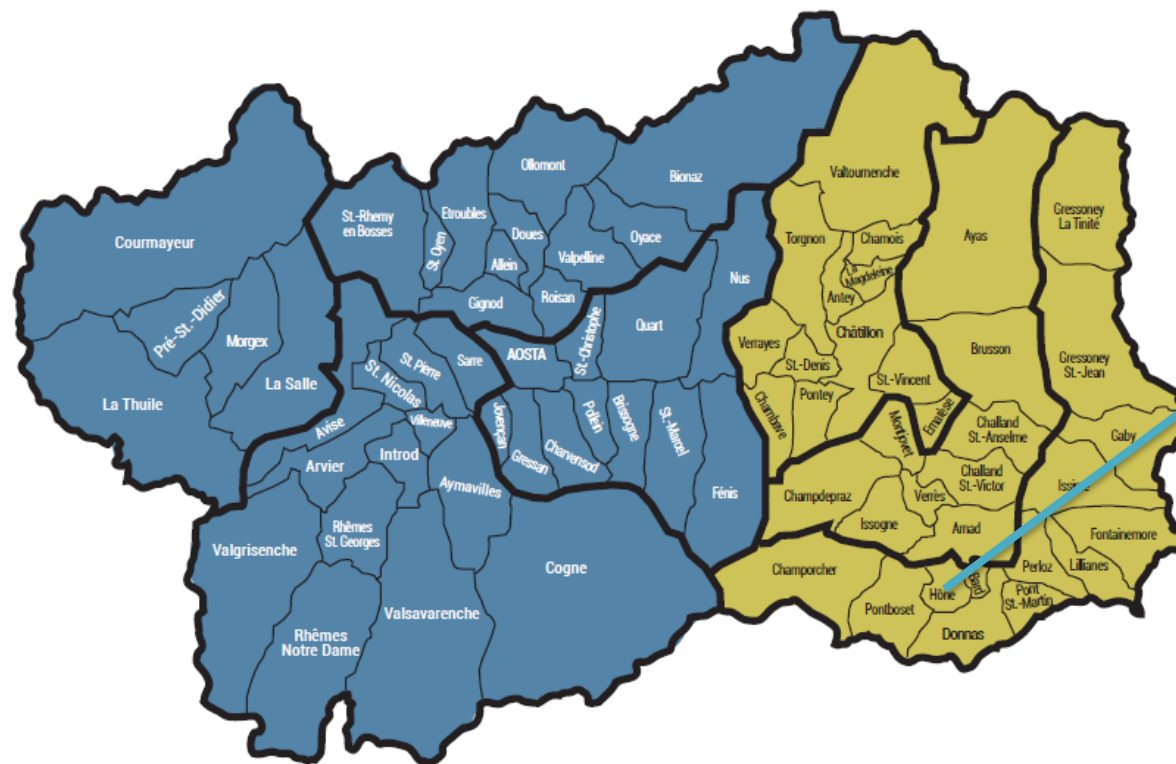 Courmayeur
Pré-St.-Didier
Morgex
La Thuile
La Salle
St.-Rhemy
en Bosses
St. Oyen
Etroubles
Ollomont
Doues
Allein
Valpelline
Bionaz
Oyace
Gignod
Roisan
Nus
Quart
St.-Christophe
AOSTA
Sarre
St. Pierre
St. Nicolas
Villeneuve
Avise
Arvier
Introd
Aymavilles
Jovençan
Gressan
Charvensod
Pollein
Brissogne
St.-Marcel
Fénis
Valgrisenche
Rhêmes
St. Georges
Rhêmes
Notre Dame
Valsavarenche
Cogne
Valtournenche
Torgnon
Chamois
La
Magdeleine
Antey
Châtillon
Verrayes
St.-Denis
St.-Vincent
Chambave
Pontey
Ayas
Brusson
Gressoney
La Tinité
Gressoney
St.-Jean
Gaby
Montjovet
Emarèse
Challand
St.-Anselme
Challand
St.-Victor
Champdepraz
Verrès
Issogne
Arnad
Fontainemore
Champorcher
Pontboset
Hône
Bard
Perloz
Lillianes
Pont
St.-Martin
Donnas